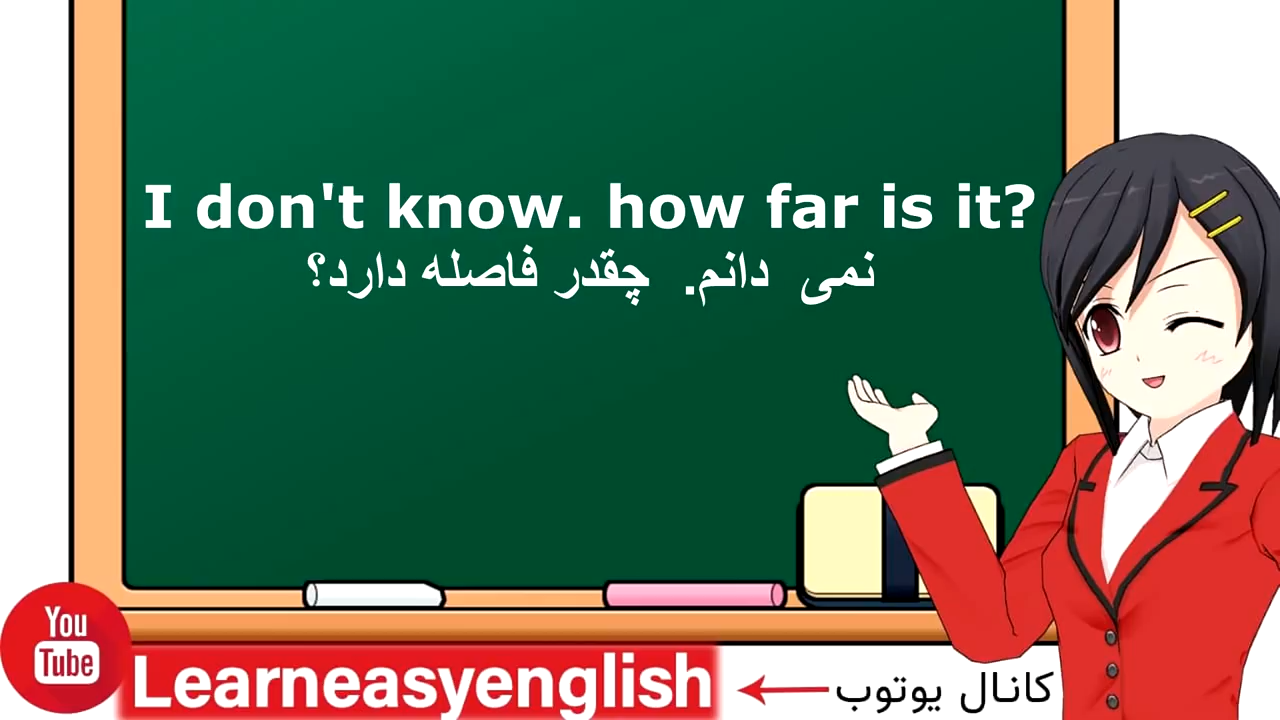 I don't know. how far is it?
نمی دانم. چقدر فاصله دارد؟
You
Tube
Learneasyenglish
کانال یوتوب